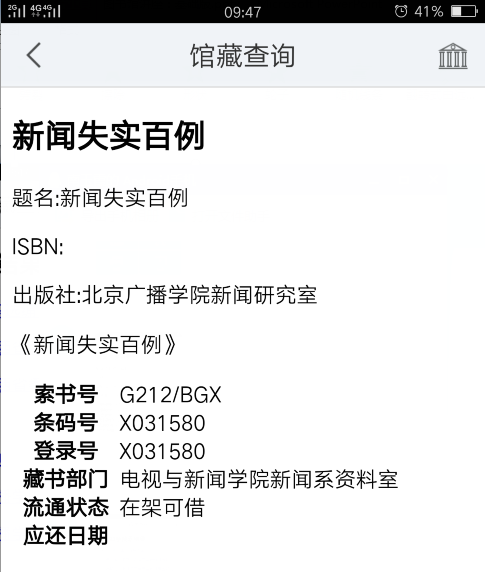 2G 4G 4G 09:47 41%
馆藏查询
新闻失实百例
题名:新闻失实百例
ISBN:
出版社:北京广播学院新闻研究室
《新闻失实百例》
索书号 G212/BGX
条码号 X031580
登录号 X031580
藏书部门 电视与新闻学院新闻系资料室
流通状态 在架可借
应还日期